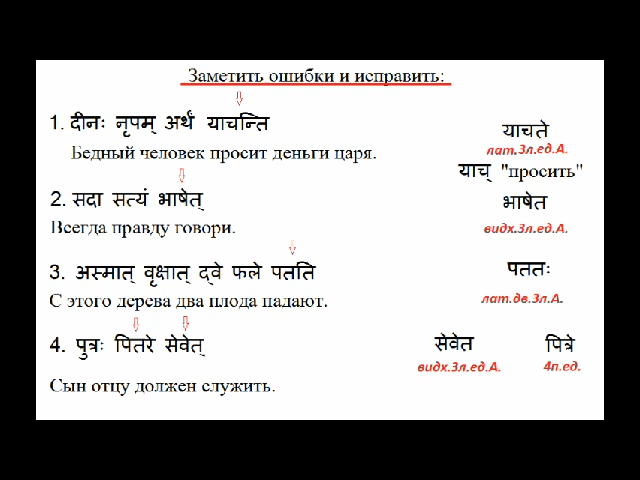 Заметить ошибки и исправить:
1. दीनः नृपम् अर्थं याचन्ति
याचते
лат.3л.ед.А.
Бедный человек просит деньги царя.
याच् "просить"
2. सदा सत्यं भाषेत्
भाषेत
Всегда правду говори.
видх.3л.ед.А.
3. अस्मात् वृक्षात् द्वे फले पतति
पततः
С этого дерева два плода падают.
лат.дв.3л.А.
4. पुत्रः पितरे सेवेत्
सेवेत
पित्रे
видх.3л.ед.А.
4п.ед.
Сын отцу должен служить.